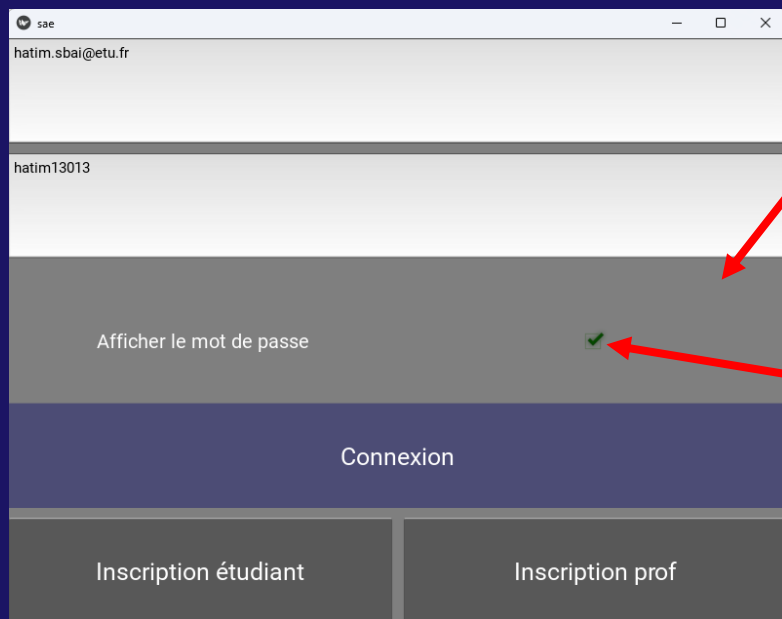 sae
hatim.sbai@etu.fr
hatim13013
Afficher le mot de passe
Connexion
Inscription étudiant
Inscription prof